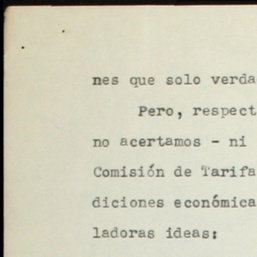 nes que solo verda
Pero, respect
no acertamos - ni
Comisión de Tarifa
diciones económica
ladoras ideas: